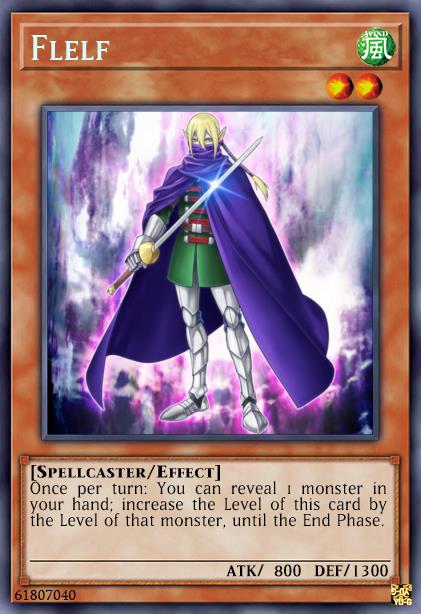 Flelf
WIND
風
[Spellcaster/Effect]
Once per turn: You can reveal 1 monster in
your hand; increase the Level of this card by
the Level of that monster, until the End Phase.
ATK/ 800 DEF/1300
61807040